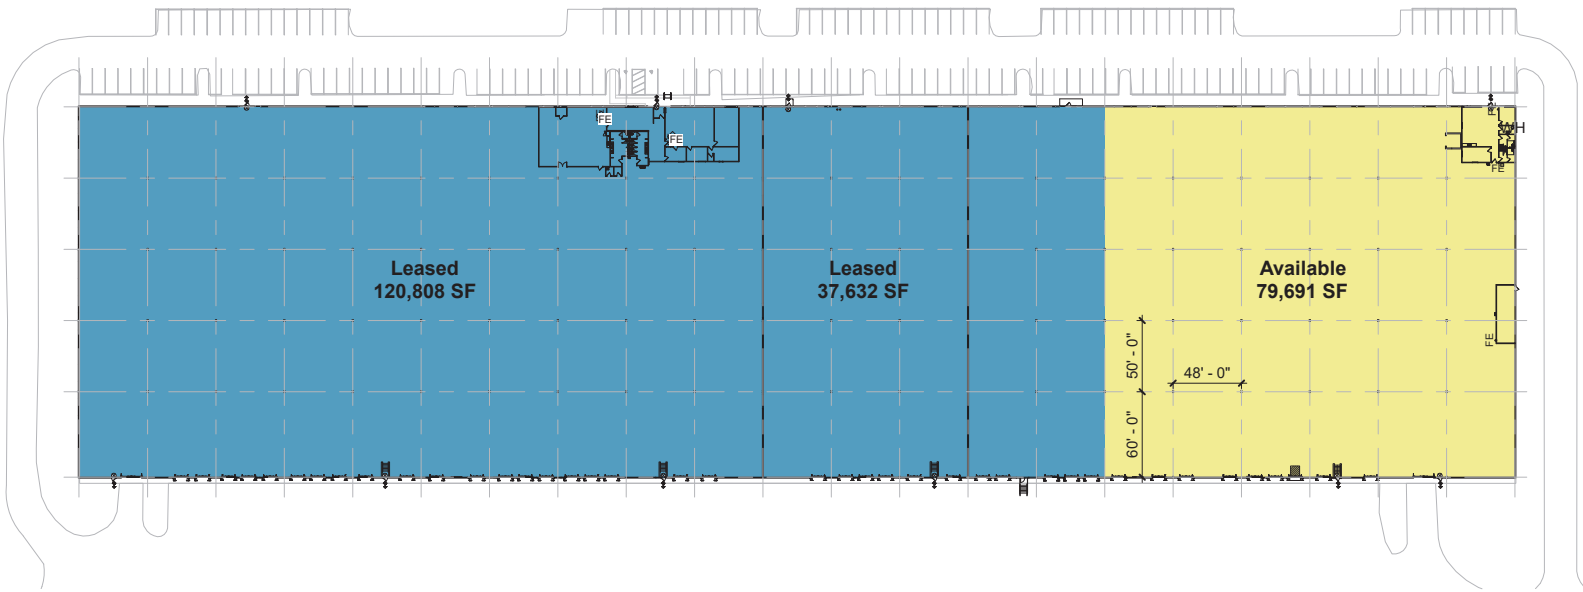 FE
FE
H
FE
Leased
120,808 SF
Leased
37,632 SF
Available
79,691 SF
FE
50' - 0"
48' - 0"
60' - 0"